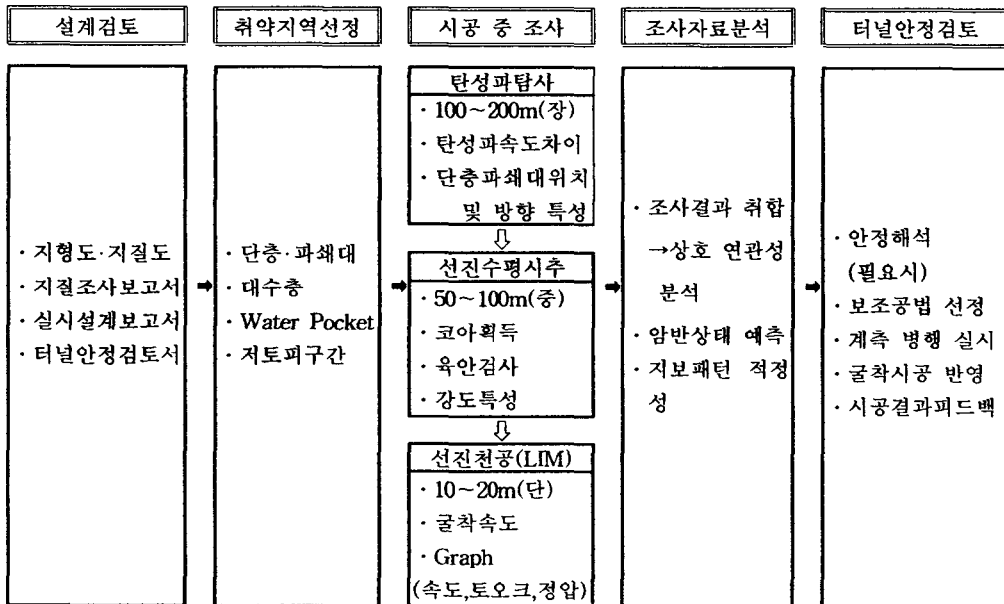 설계검토
취약지역선정
시공 중 조사
조사자료분석
터널안정검토
· 지형도·지질도
· 지질조사보고서
· 실시설계보고서
· 터널안정검토서
· 단층·파쇄대
· 대수층
· Water Pocket
· 저토피구간
탄성파탐사
· 100~200m(장)
· 탄성파속도차이
· 단층파쇄대위치
및 방향 특성
선진수평시추
· 50~100m(중)
· 코아획득
· 육안검사
· 강도특성
선진천공(LIM)
· 10~20m(단)
· 굴착속도
· Graph
(속도,토오크,정압)
· 조사결과 취합
→상호 연관성
분석
· 암반상태 예측
· 지보패턴 적정
성
· 안정해석
(필요시)
· 보조공법 선정
· 계측 병행 실시
· 굴착시공 반영
· 시공결과피드백